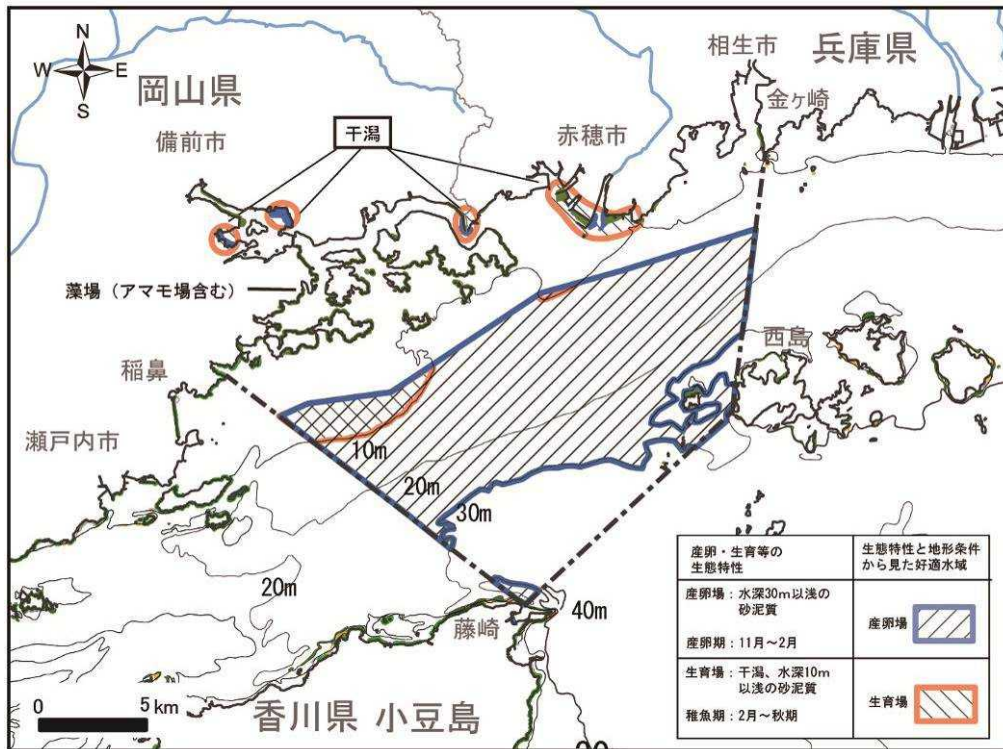 N
W E
S
相生市
兵庫県
岡山県
金ヶ崎
干潟
赤穂市
備前市
藻場（アマモ場含む）
稲鼻
西島
瀬戸内市
10m
20m
30m
20m
40m
藤崎
0 5 km
香川県 小豆島
産卵・生育等の
生態特性
生態特性と地形条件
から見た好適水域
産卵場：水深30m以浅の
砂泥質
産卵期：11月～2月
産卵場
生育場：干潟、水深10m
以浅の砂泥質
稚魚期：2月～秋期
生育場